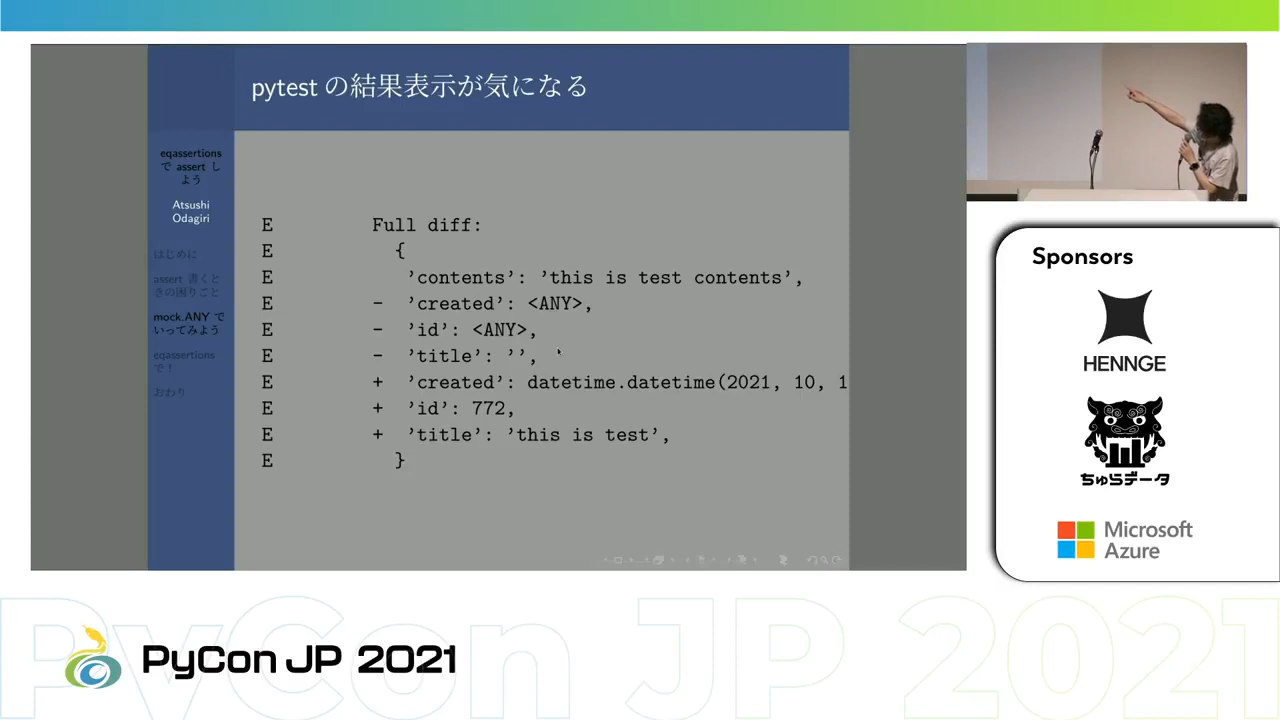 pytest の結果表示が気になる
eqassertions
で assert し
よう
Atsushi
Odagiri
はじめに
assert 書くと
きの困りごと
mock.ANY で
いってみよう
eqassertions
で！
おわり
E Full diff:
E {
E 'contents': 'this is test contents',
E - 'created': <ANY>,
E - 'id': <ANY>,
E - 'title': '',
E + 'created': datetime.datetime(2021, 10, 1
E + 'id': 772,
E + 'title': 'this is test',
E }
Sponsors
HENNGE
ちゅらデータ
Microsoft
Azure
PyCon JP 2021
PyCon JP 2021